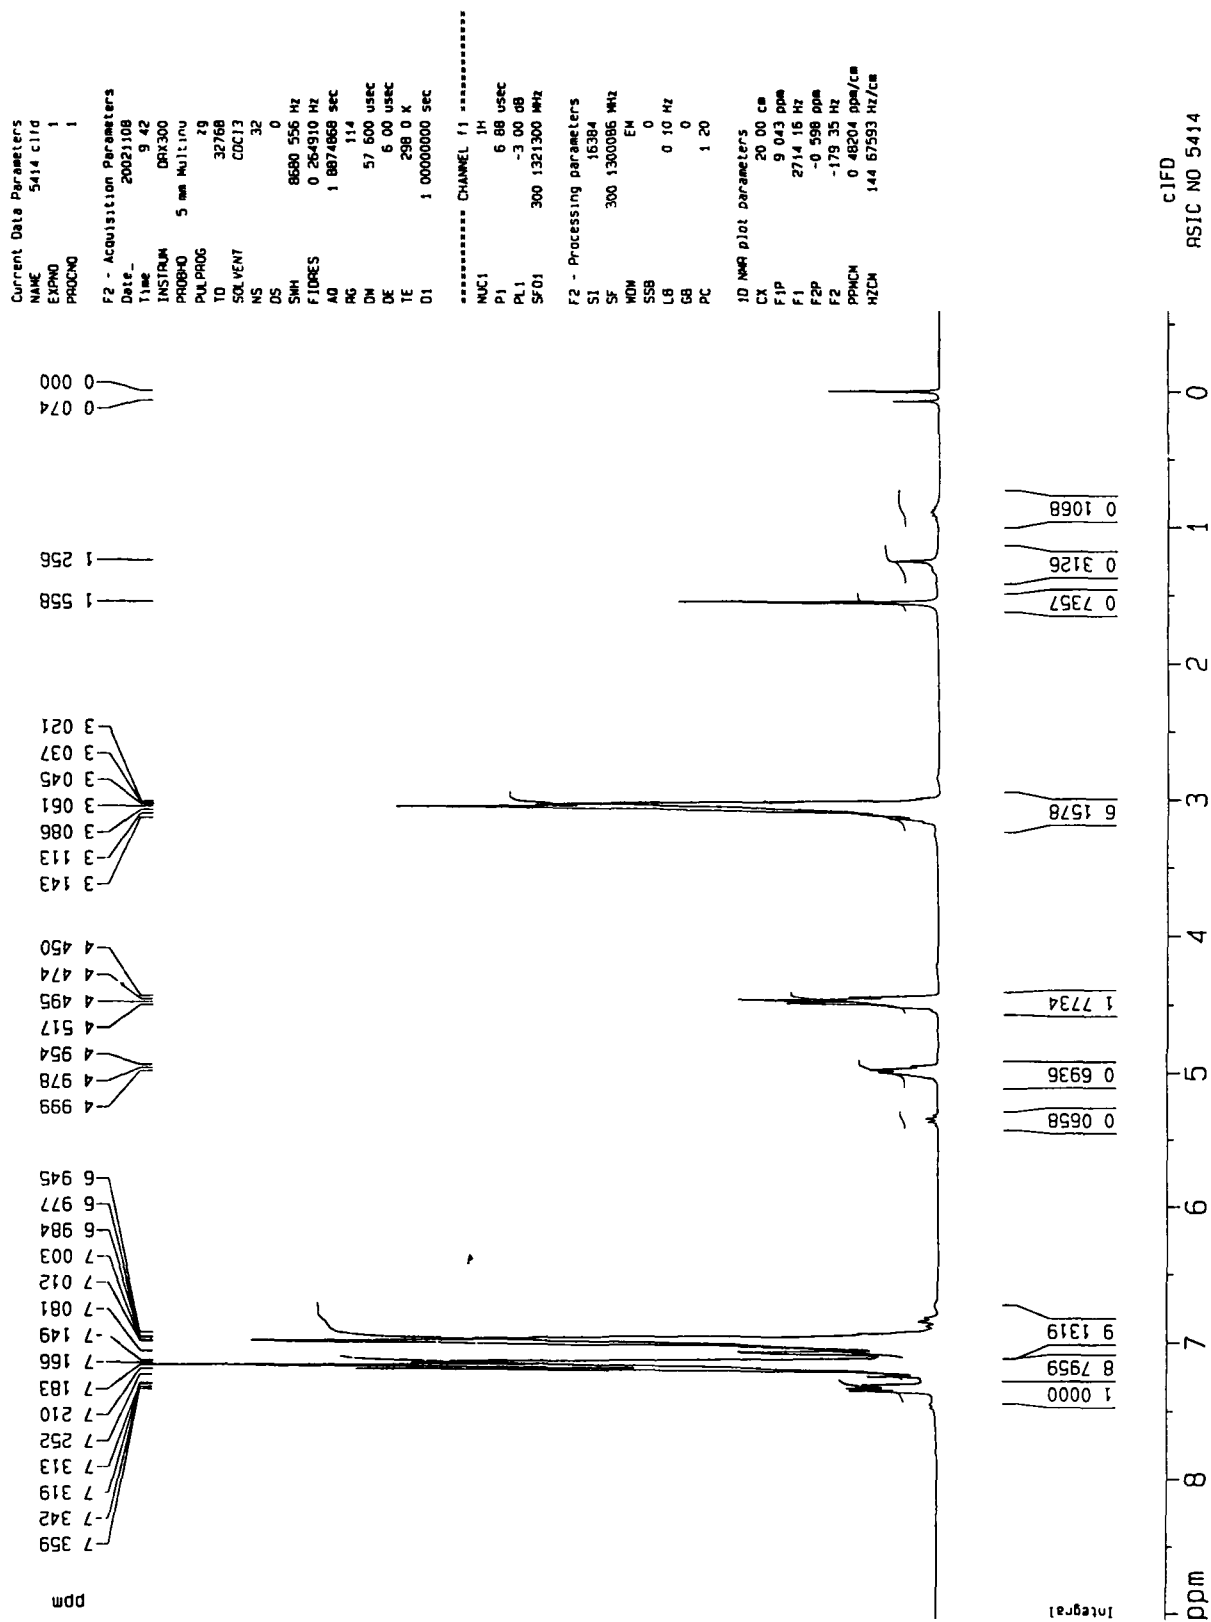 Current Data Parameters
NAME 5414 clfd
EXPNO 1
PROCNO 1
F2 - Acquisition Parameters
Date_ 20021108
Time 9 42
INSTRUM DRX300
PROBHD 5 mm Multinu
PULPROG zg
TD 32768
SOLVENT CDCl3
NS 32
DS 0
SWH 8680 556 Hz
FIDRES 0 264910 Hz
AQ 1 8874868 sec
RG 114
DW 57 600 usec
DE 6 00 usec
TE 298 0 K
D1 1 00000000 sec
======== CHANNEL f1 ========
NUC1 1H
P1 6 88 usec
PL1 -3 00 dB
SFO1 300 1321300 MHz
F2 - Processing parameters
SI 16384
SF 300 1300086 MHz
WDW EM
SSB 0
LB 0 10 Hz
GB 0
PC 1 20
1D NMR plot parameters
CX 20 00 cm
F1P 9 043 ppm
F1 2714 16 Hz
F2P -0 598 ppm
F2 -179 35 Hz
PPMCM 0 48204 ppm/cm
HZCM 144 67593 Hz/cm
ppm
7 359
7 342
7 319
7 313
7 252
7 210
7 183
7 166
7 149
7 081
7 012
7 003
6 984
6 977
6 945
4 999
4 978
4 954
4 517
4 495
4 474
4 450
3 143
3 113
3 086
3 061
3 045
3 037
3 021
1 558
1 256
0 074
0 000
Integral
1 0000
8 7959
9 1319
0 0658
0 6936
1 7734
6 1578
0 7357
0 3126
0 1068
ppm 8 7 6 5 4 3 2 1 0
clFD
RSIC NO 5414